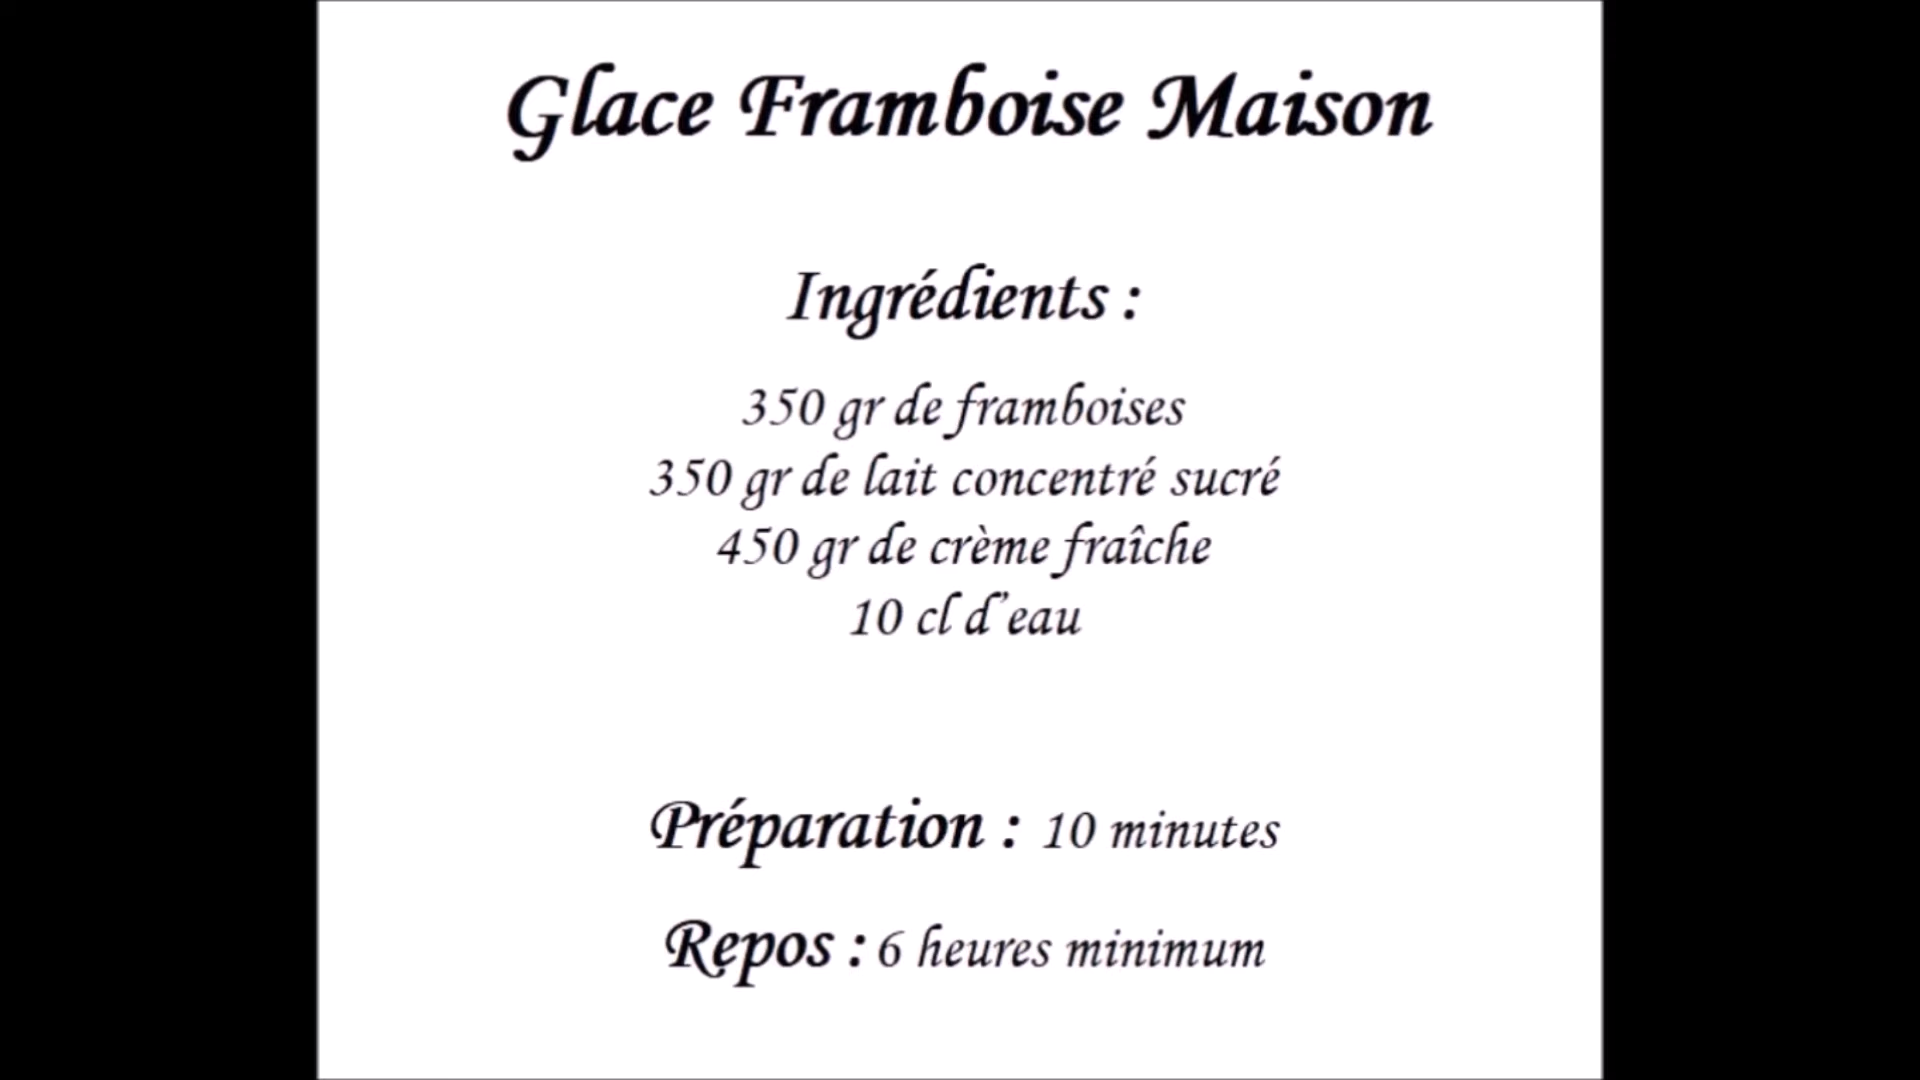 Glace Framboise Maison
Ingrédients :
350 gr de framboises
350 gr de lait concentré sucré
450 gr de crème fraîche
10 cl d’eau
Préparation : 10 minutes
Repos : 6 heures minimum